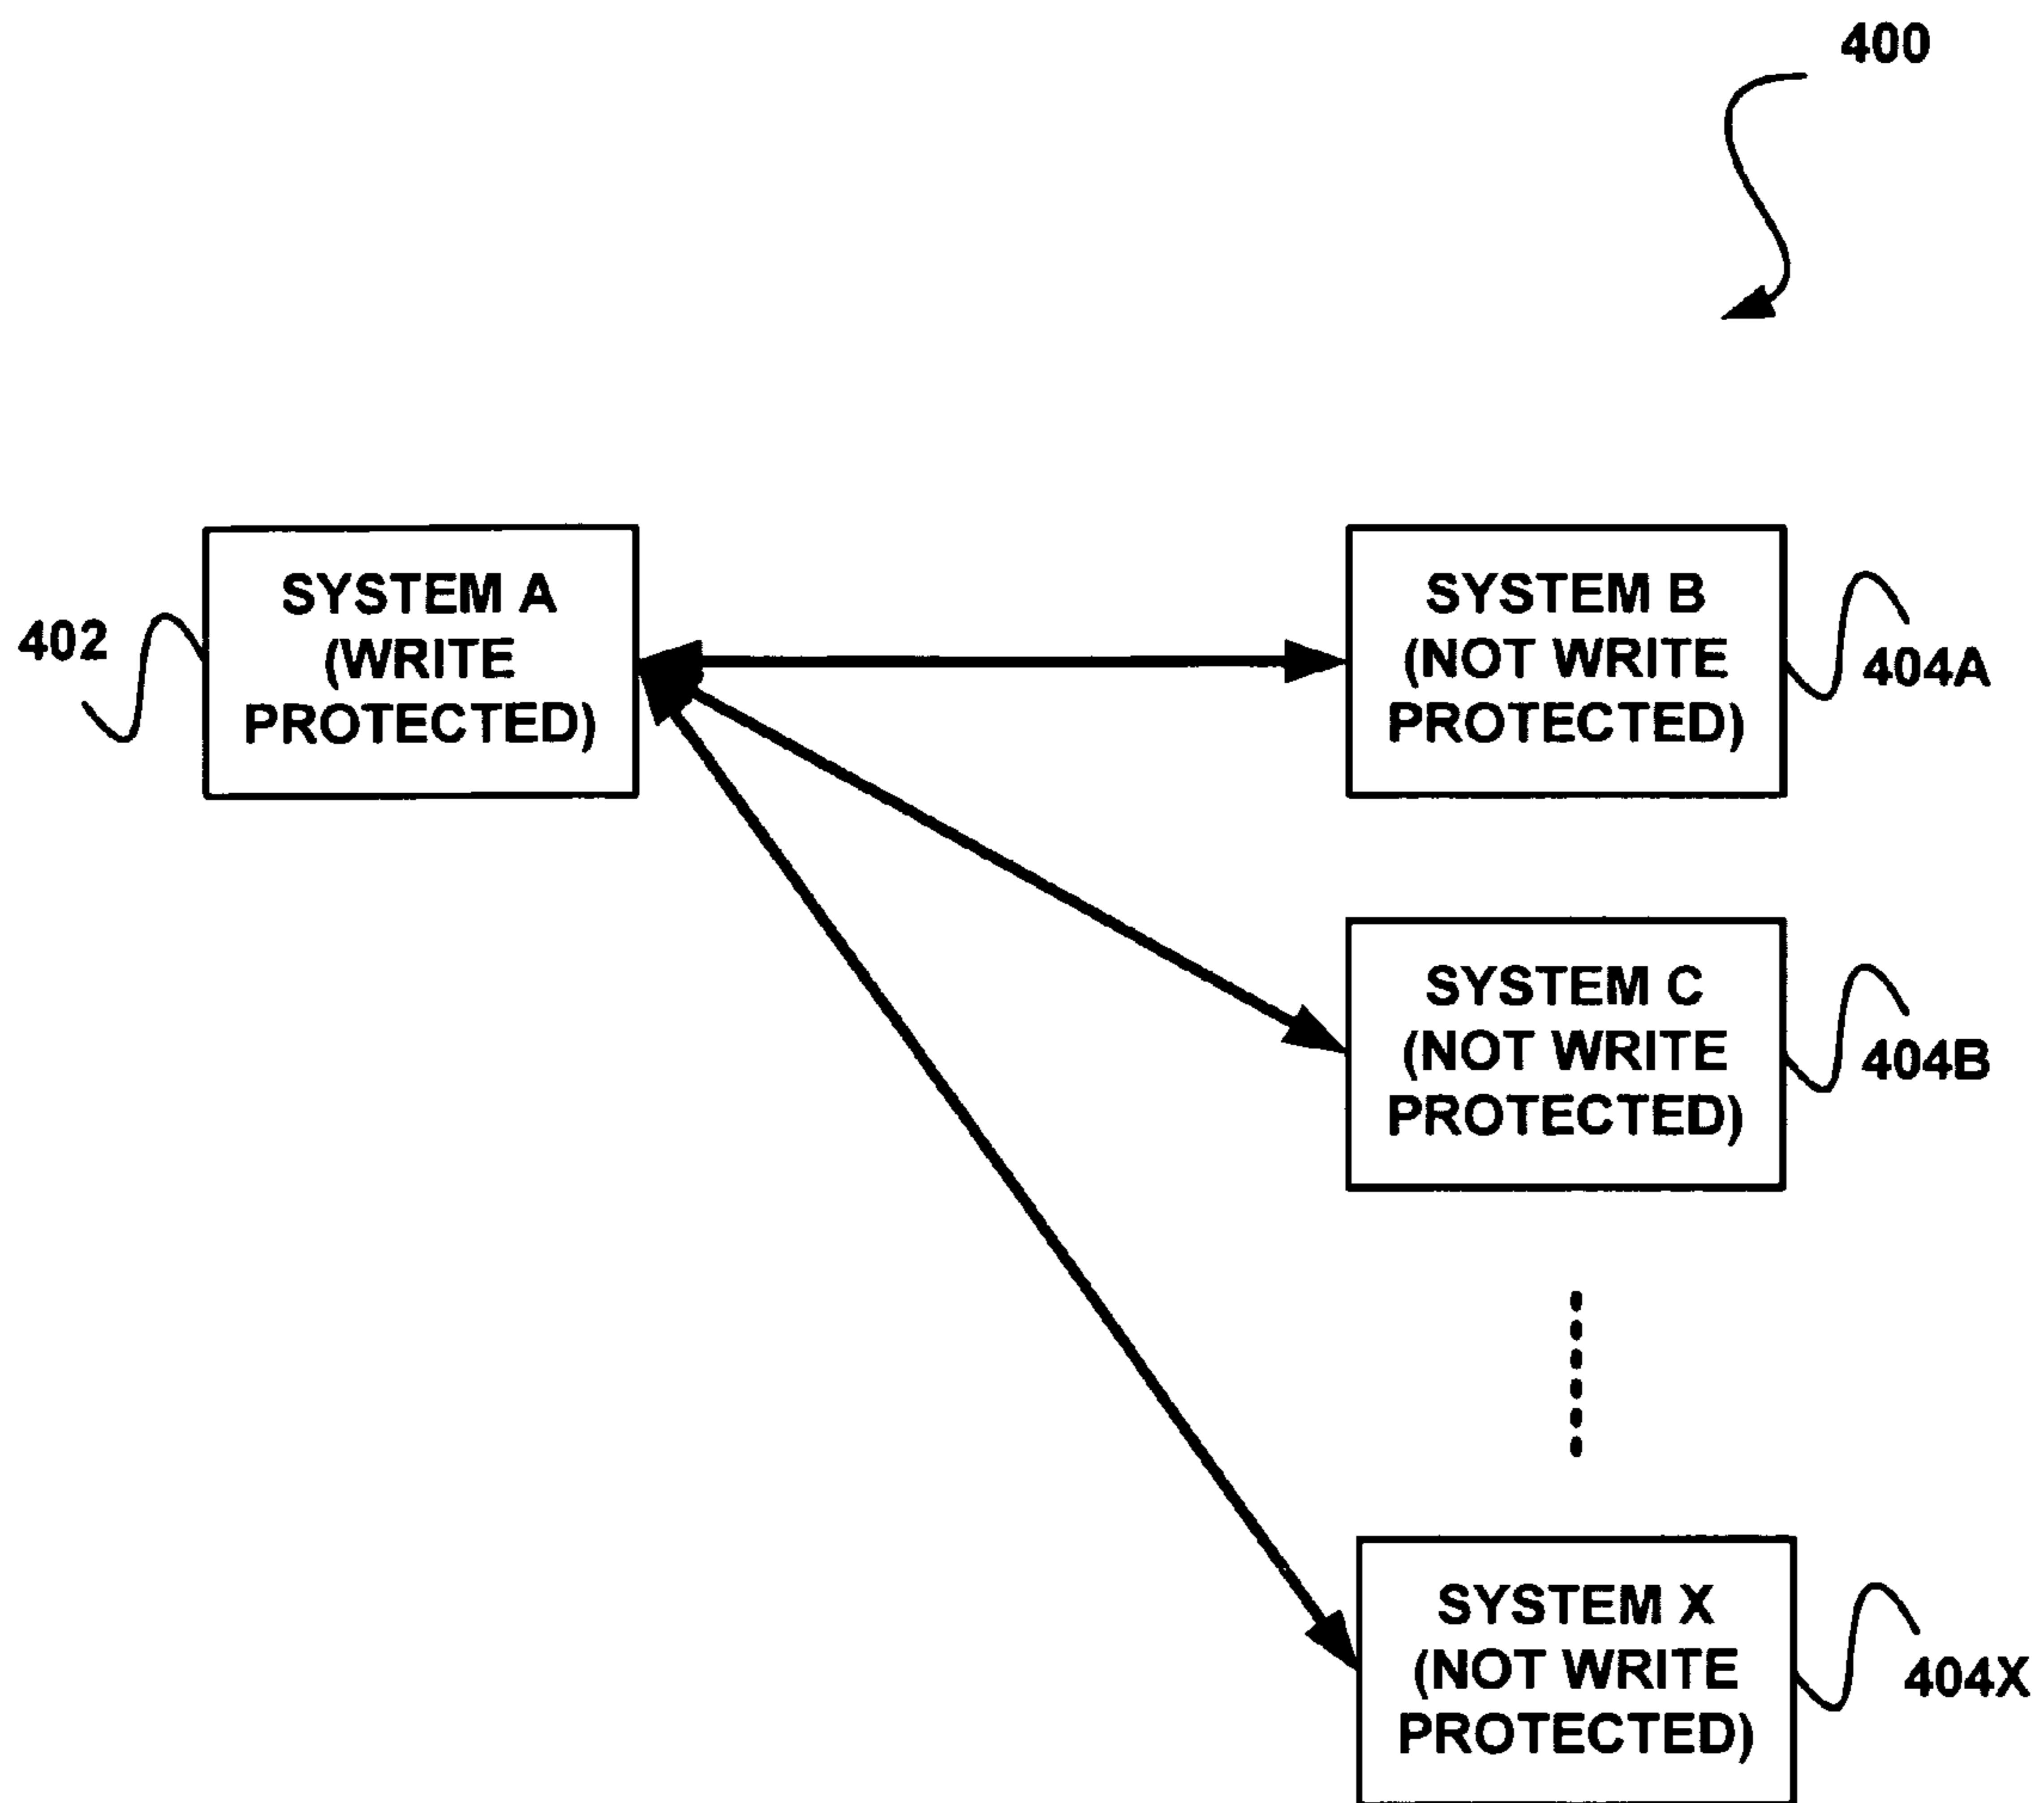 400
SYSTEM A
(WRITE
PROTECTED)
402
SYSTEM B
(NOT WRITE
PROTECTED)
404A
SYSTEM C
(NOT WRITE
PROTECTED)
404B
SYSTEM X
(NOT WRITE
PROTECTED)
404X